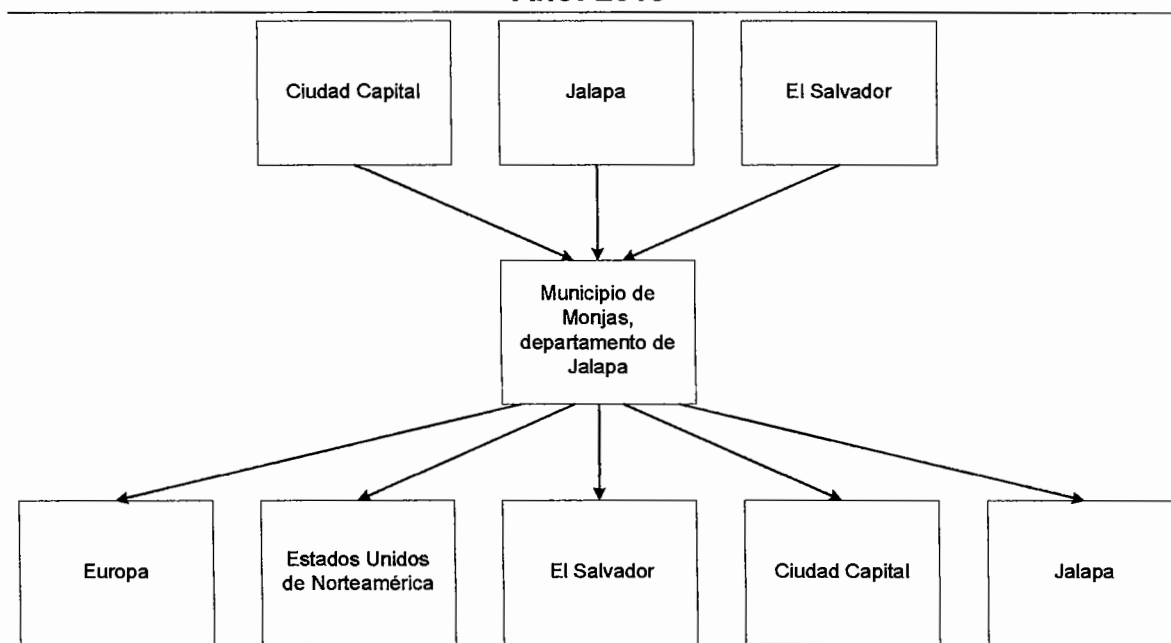 Ciudad Capital
Jalapa
El Salvador
Municipio de
Monjas,
departamento de
Jalapa
Europa
Estados Unidos
de Norteamérica
El Salvador
Ciudad Capital
Jalapa